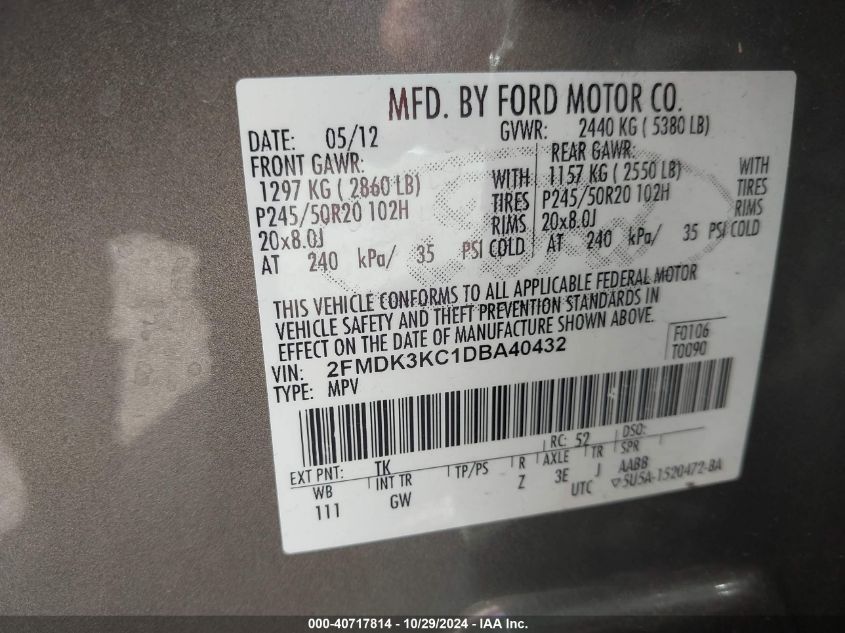 MFD. BY FORD MOTOR CO.
DATE: 05/12 GVWR: 2440 KG ( 5380 LB)
FRONT GAWR: REAR GAWR:
1297 KG ( 2860 LB) WITH 1157 KG ( 2550 LB) WITH
P245/50R20 102H TIRES P245/50R20 102H TIRES
20x8.0J RIMS 20x8.0J RIMS
AT 240 kPa/ 35 PSI COLD AT 240 kPa/ 35 PSI COLD
THIS VEHICLE CONFORMS TO ALL APPLICABLE FEDERAL MOTOR
VEHICLE SAFETY AND THEFT PREVENTION STANDARDS IN
EFFECT ON THE DATE OF MANUFACTURE SHOWN ABOVE.
VIN: 2FMDK3KC1DBA40432 F0106
TYPE: MPV T0090
RC: 52 DSO:
EXT PNT: TK
WB INT TR TP/PS R AXLE TR SPR
111 GW Z 3E J AABB
UTC ▽5U5A-1520472-BA
000-40717814 - 10/29/2024 - IAA Inc.